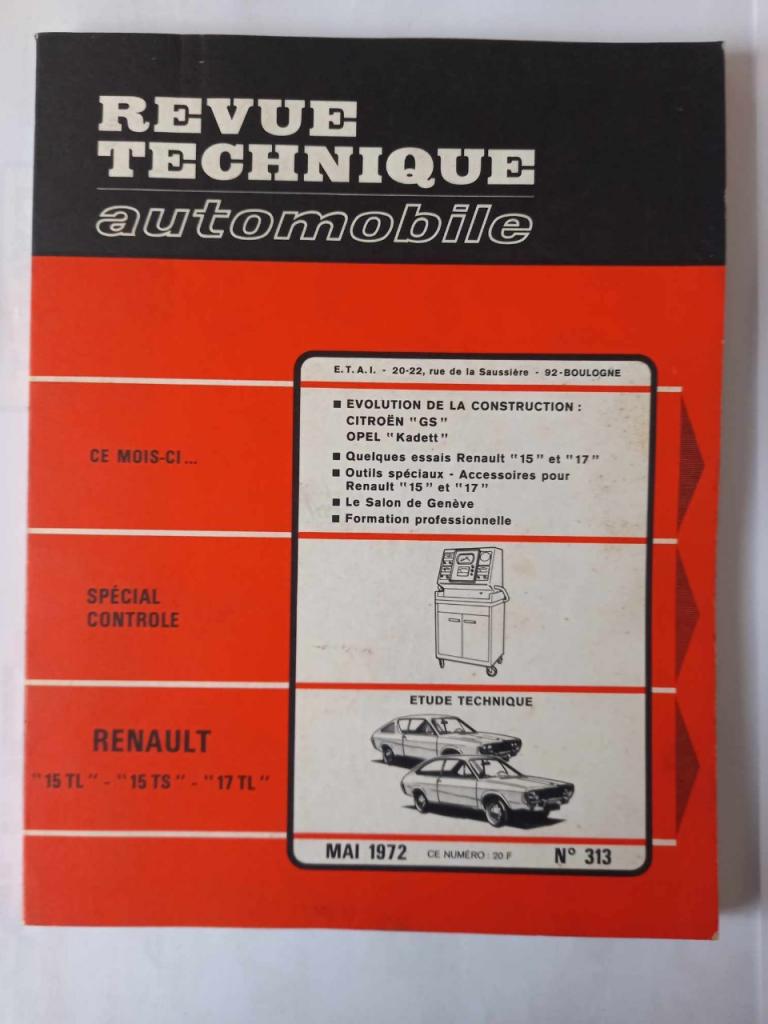 REVUE
TECHNIQUE
automobile
E.T.A.I. - 20-22, rue de la Saussière - 92-BOULOGNE
CE MOIS-CI...
■ EVOLUTION DE LA CONSTRUCTION :
CITROËN "GS"
OPEL "Kadett"
■ Quelques essais Renault "15" et "17"
■ Outils spéciaux - Accessoires pour
Renault "15" et "17"
■ Le Salon de Genève
■ Formation professionnelle
SPÉCIAL
CONTROLE
ETUDE TECHNIQUE
RENAULT
"15 TL" - "15 TS" - "17 TL"
MAI 1972 CE NUMÉRO : 20 F N° 313